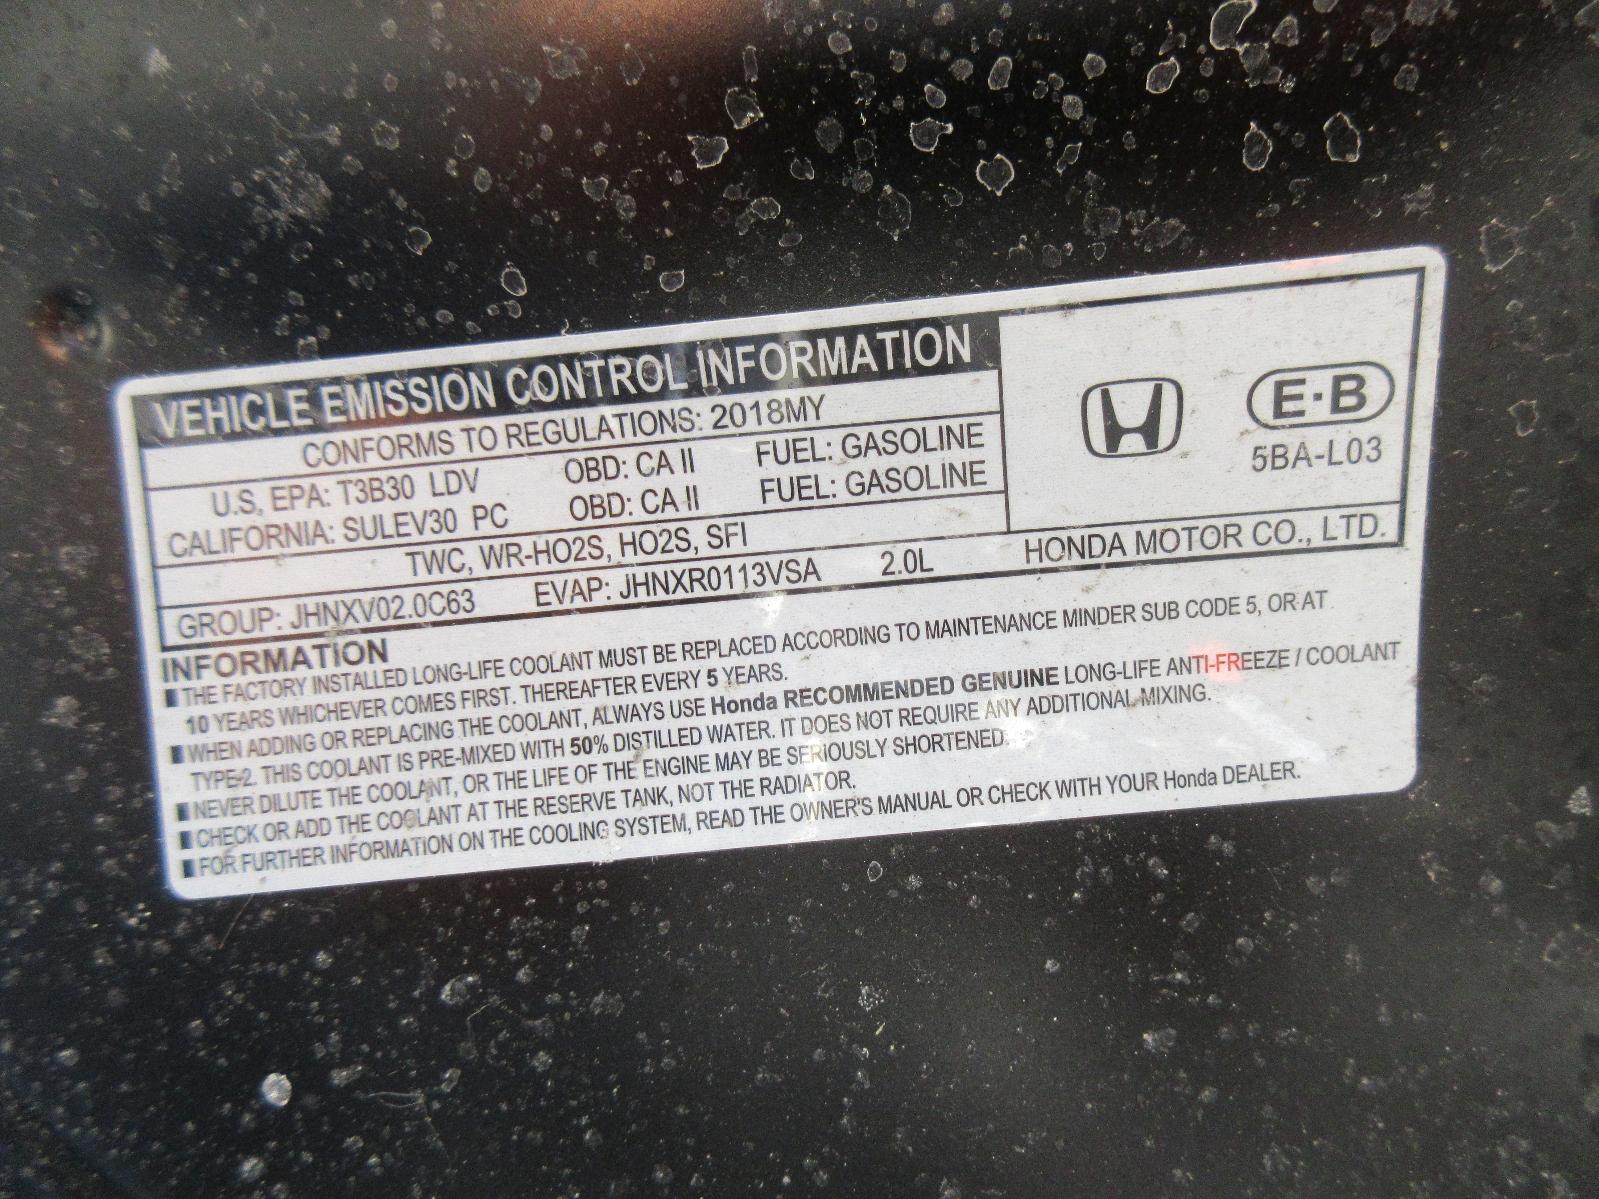 VEHICLE EMISSION CONTROL INFORMATION
CONFORMS TO REGULATIONS: 2018MY
U.S, EPA: T3B30 LDV OBD: CA II FUEL: GASOLINE
CALIFORNIA: SULEV30 PC OBD: CA II FUEL: GASOLINE
TWC, WR-HO2S, HO2S, SFI
GROUP: JHNXV02.0C63 EVAP: JHNXR0113VSA 2.0L HONDA MOTOR CO., LTD.
E·B
5BA-L03
INFORMATION
THE FACTORY INSTALLED LONG-LIFE COOLANT MUST BE REPLACED ACCORDING TO MAINTENANCE MINDER SUB CODE 5, OR AT
10 YEARS WHICHEVER COMES FIRST. THEREAFTER EVERY 5 YEARS.
WHEN ADDING OR REPLACING THE COOLANT, ALWAYS USE Honda RECOMMENDED GENUINE LONG-LIFE ANTI-FREEZE / COOLANT
TYPE-2. THIS COOLANT IS PRE-MIXED WITH 50% DISTILLED WATER. IT DOES NOT REQUIRE ANY ADDITIONAL MIXING.
NEVER DILUTE THE COOLANT, OR THE LIFE OF THE ENGINE MAY BE SERIOUSLY SHORTENED.
CHECK OR ADD THE COOLANT AT THE RESERVE TANK, NOT THE RADIATOR.
FOR FURTHER INFORMATION ON THE COOLING SYSTEM, READ THE OWNER'S MANUAL OR CHECK WITH YOUR Honda DEALER.